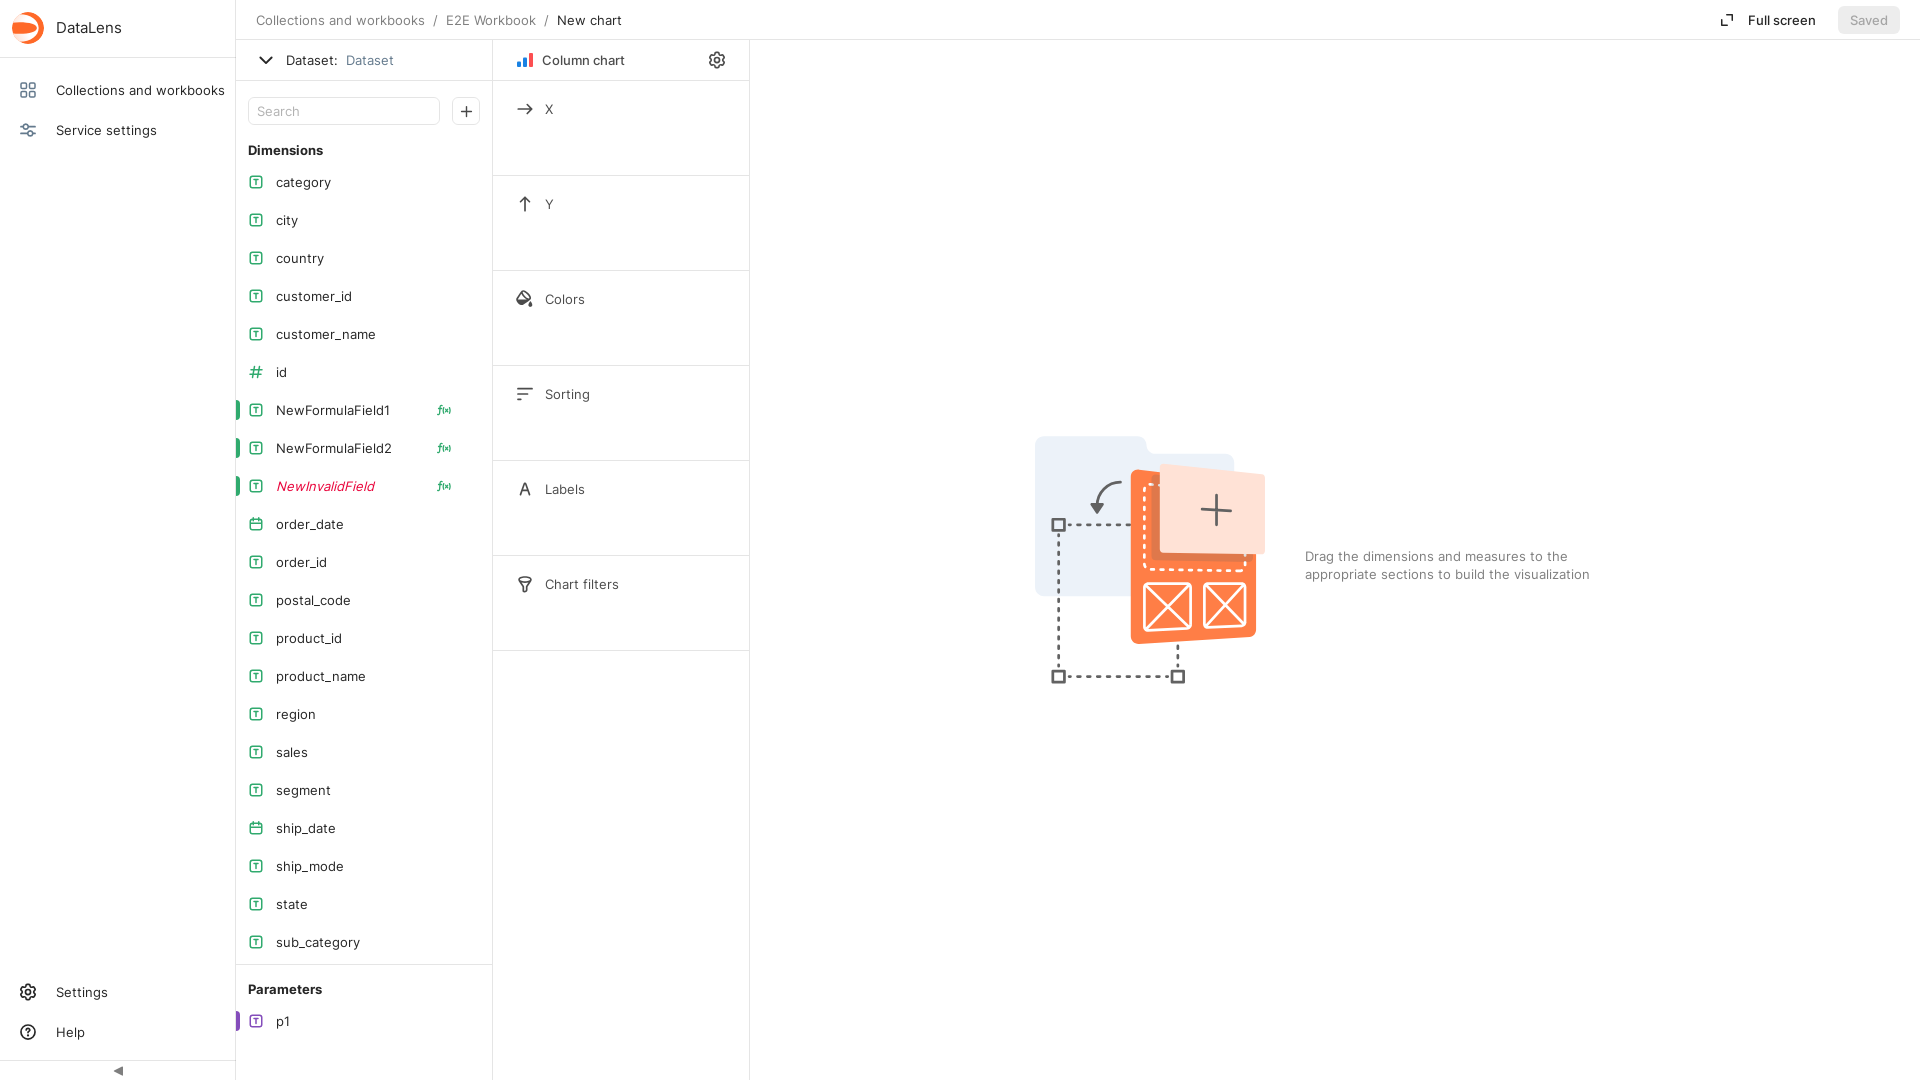 DataLens
Collections and workbooks
Service settings
Settings
Help
Collections and workbooks / E2E Workbook / New chart
Full screen
Saved
Dataset: Dataset
Search
Dimensions
category
city
country
customer_id
customer_name
id
NewFormulaField1 ƒ(x)
NewFormulaField2 ƒ(x)
NewInvalidField ƒ(x)
order_date
order_id
postal_code
product_id
product_name
region
sales
segment
ship_date
ship_mode
state
sub_category
Parameters
p1
Column chart
X
Y
Colors
Sorting
Labels
Chart filters
Drag the dimensions and measures to the
appropriate sections to build the visualization